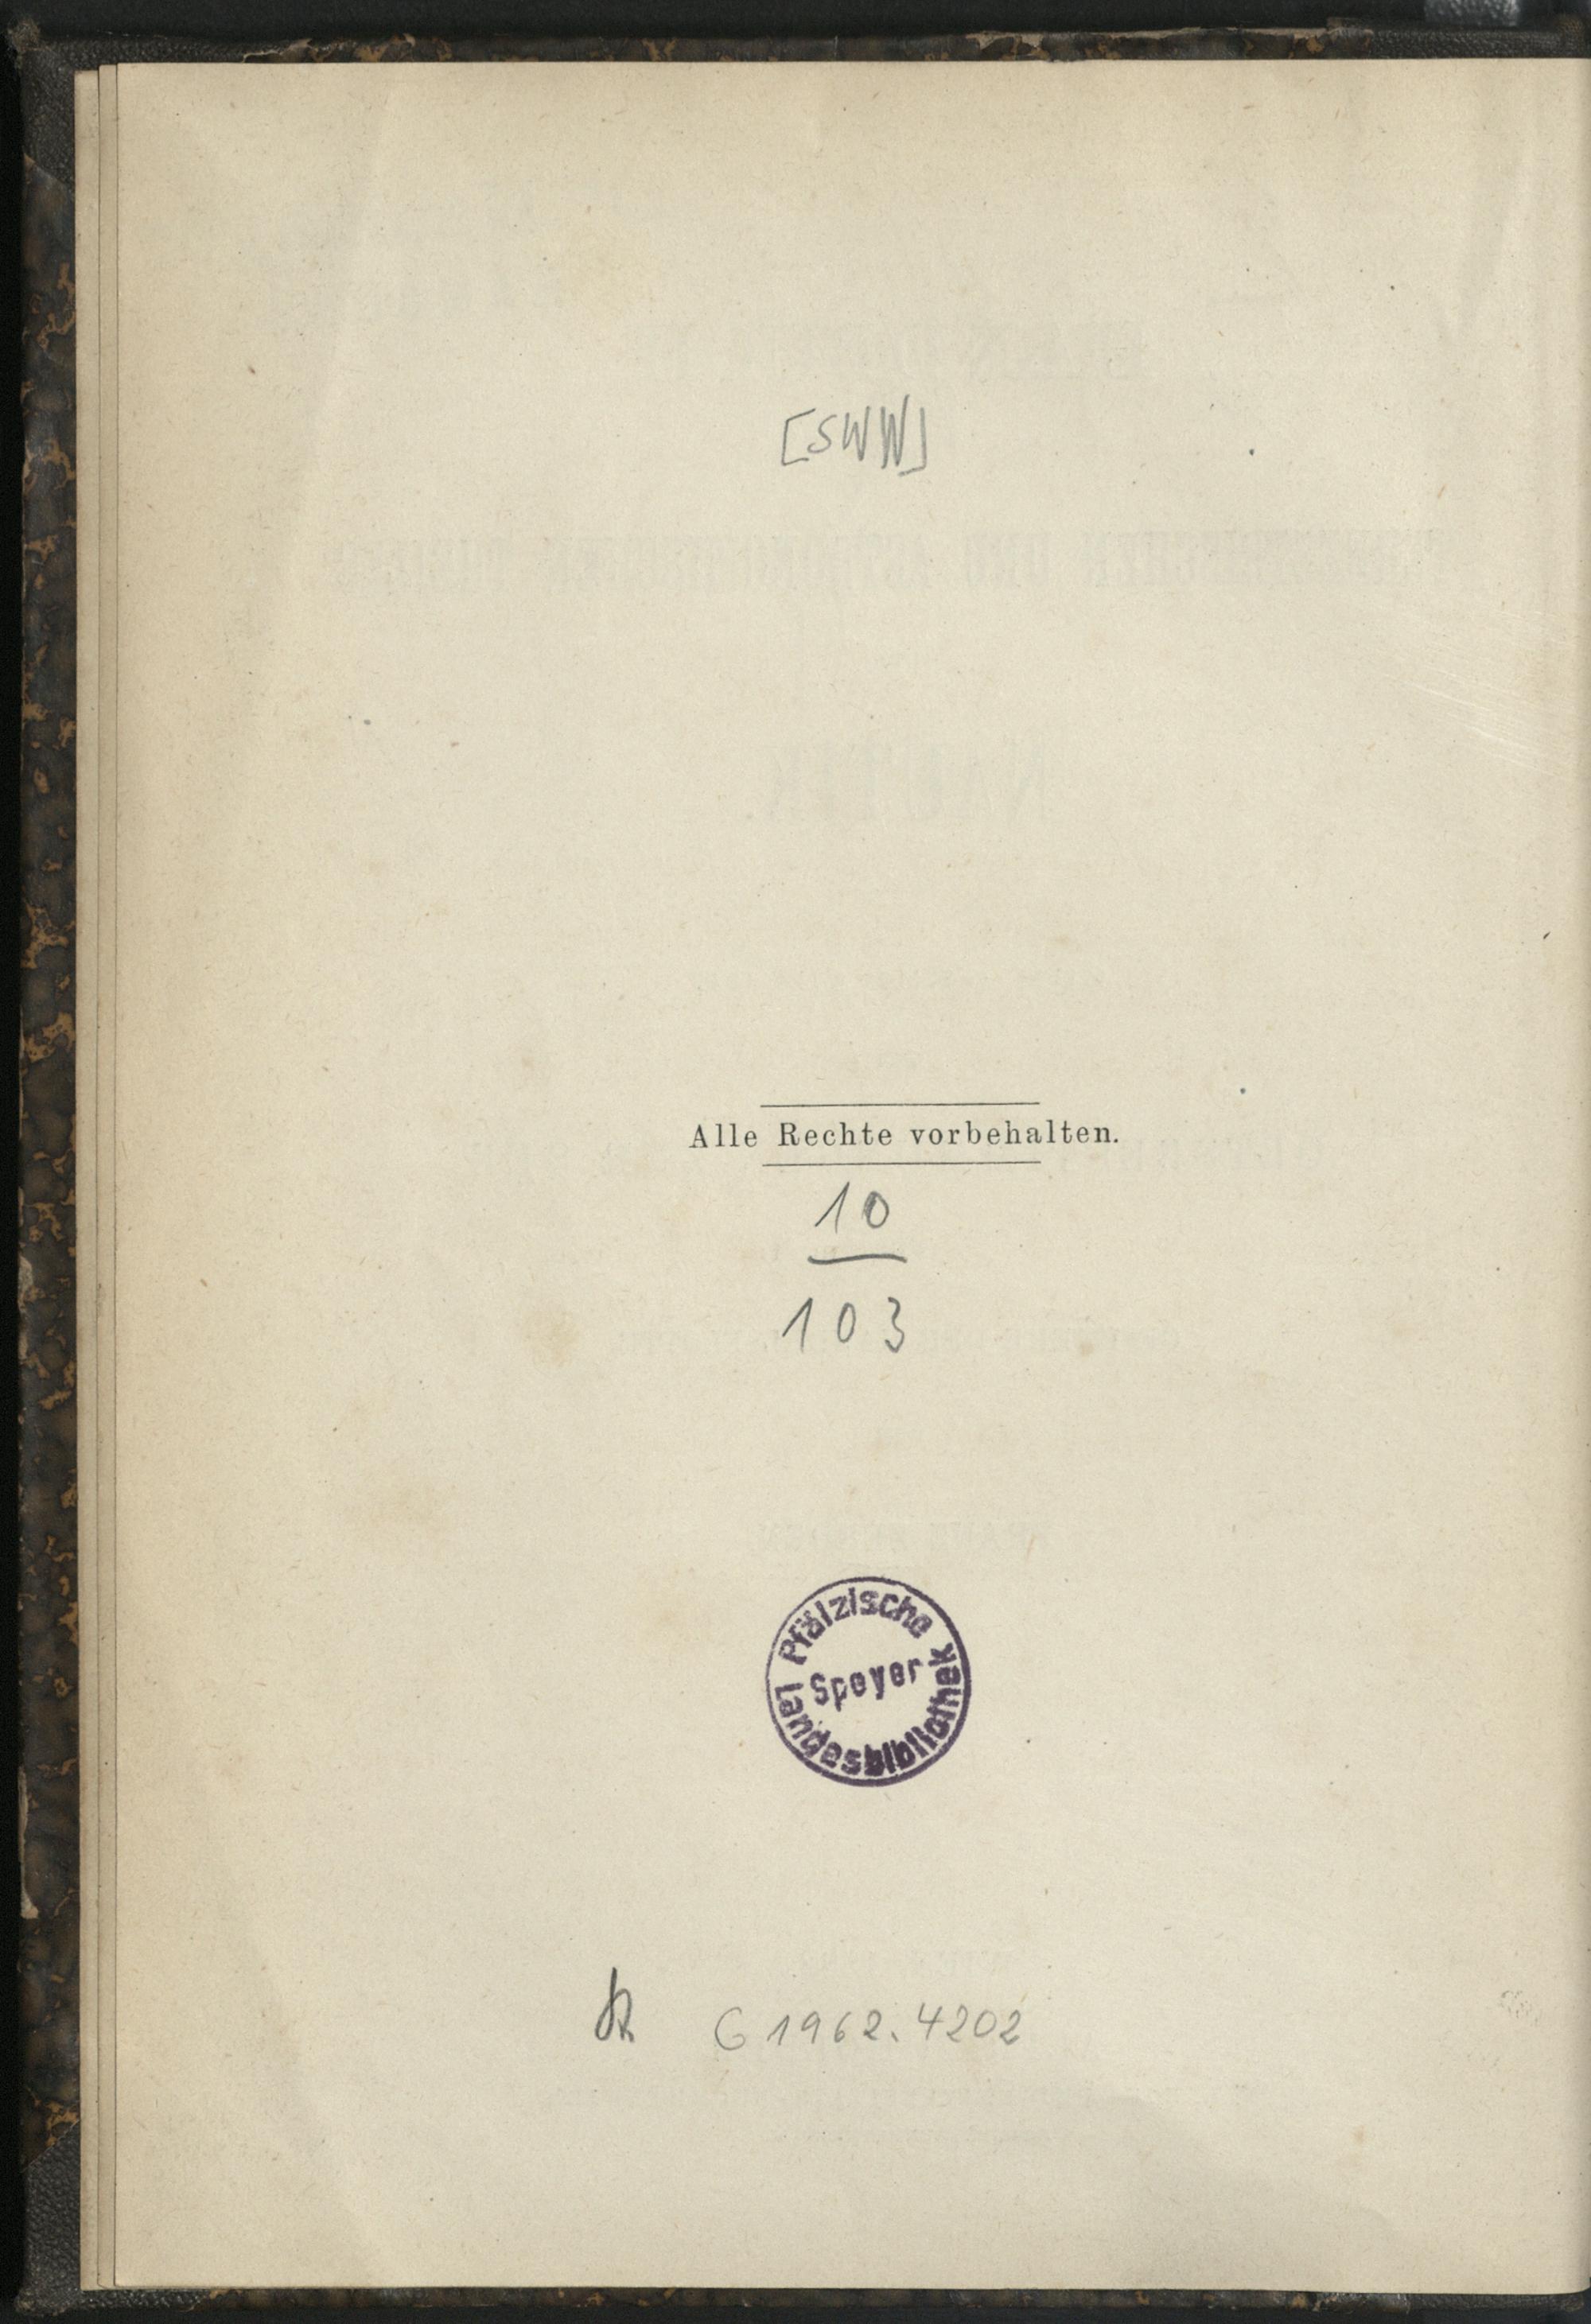 [SWW]
Alle Rechte vorbehalten.
10
103
Pfälzische
Speyer
Landesbibliothek
G 1962.4202